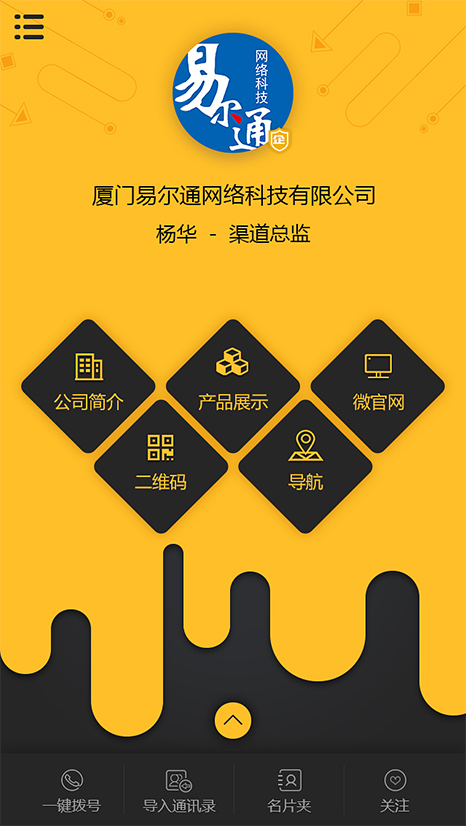 易尔通
网络科技
企
厦门易尔通网络科技有限公司
杨华 - 渠道总监
公司简介
产品展示
微官网
二维码
导航
一键拨号
导入通讯录
名片夹
关注